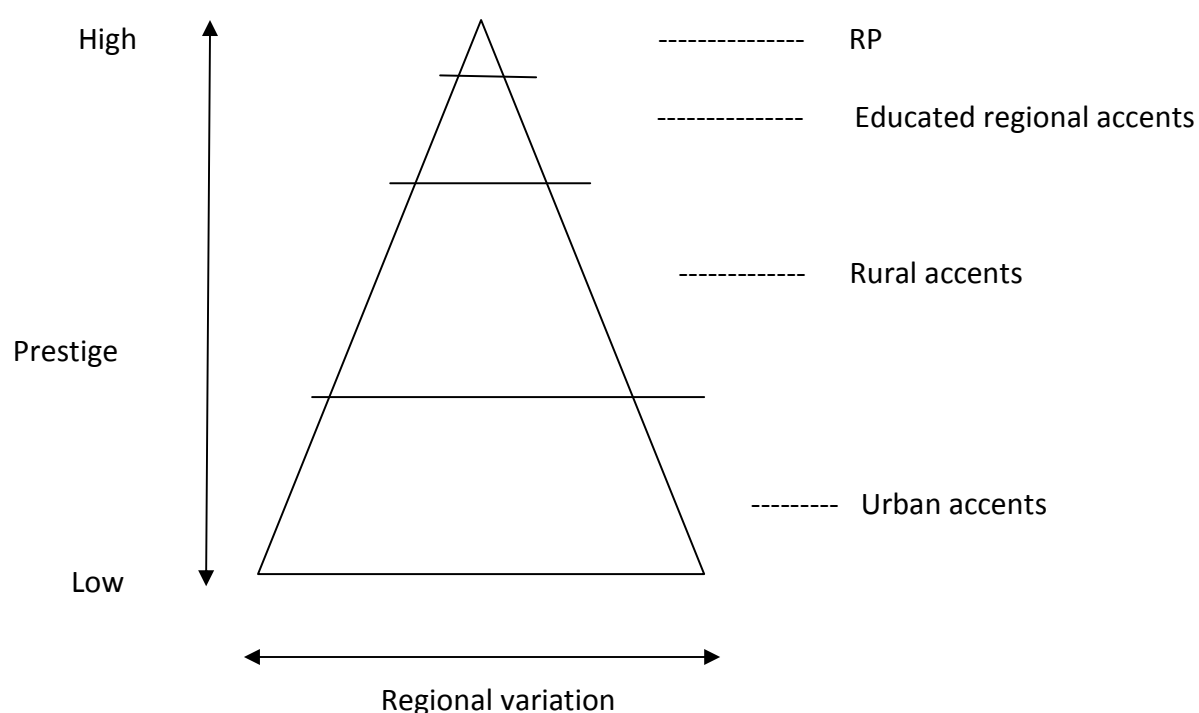 High
RP
Educated regional accents
Rural accents
Prestige
Urban accents
Low
Regional variation